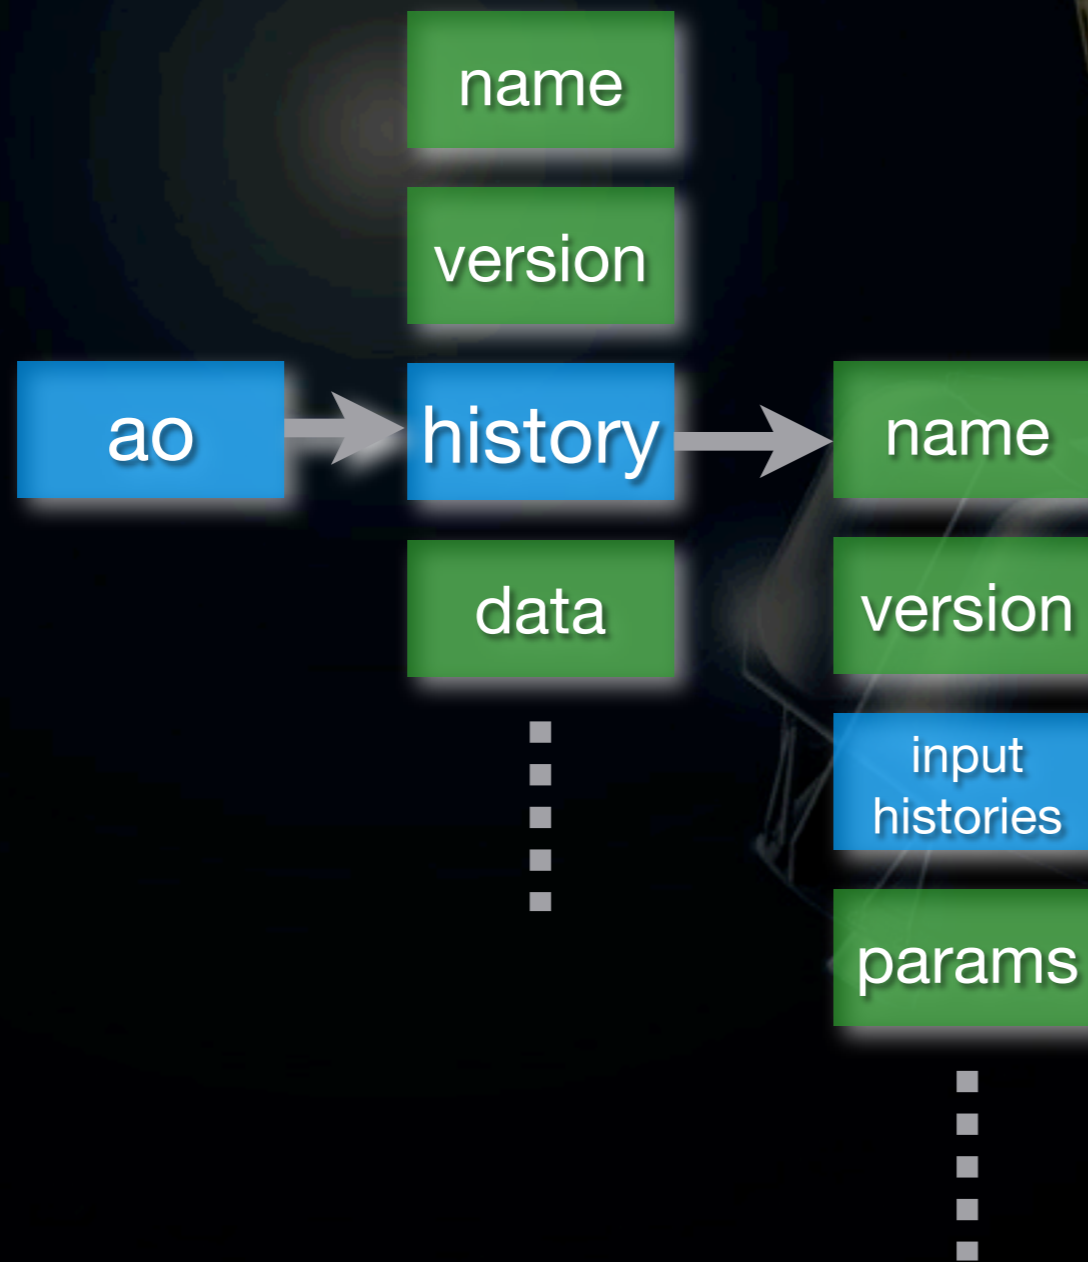 name
version
ao
history
data
name
version
input
histories
params